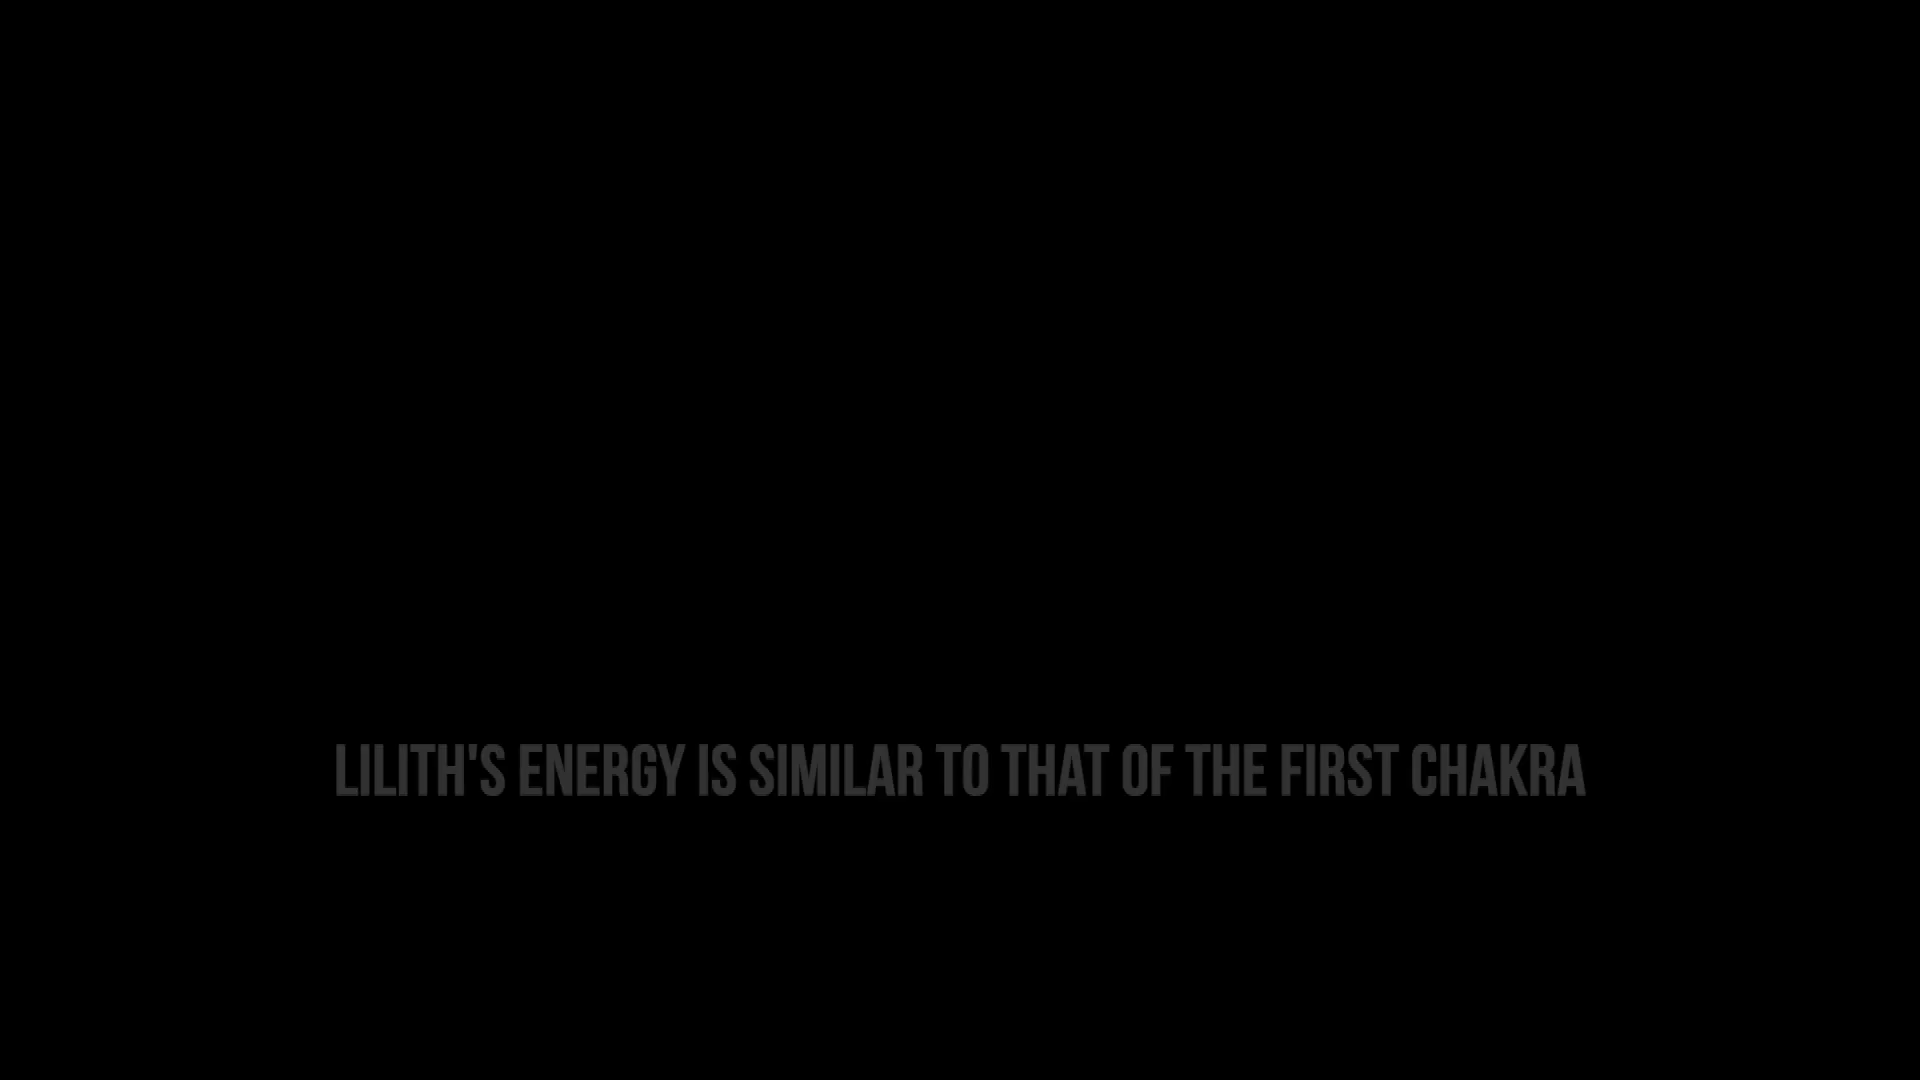 LILITH'S ENERGY IS SIMILAR TO THAT OF THE FIRST CHAKRA